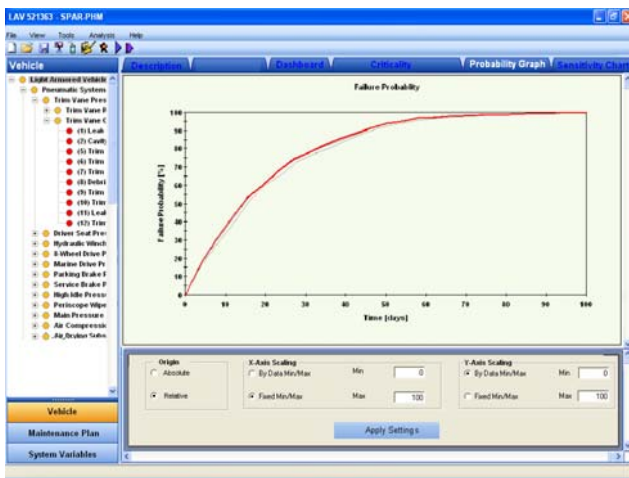 LAV 521363 - SPAR-PHM
File View Tools Analysis Help
Vehicle
Description Dashboard Criticality Probability Graph Sensitivity Chart
Light Armored Vehicle
Pneumatic System
Trim Vane Pres
Trim Vane P
Trim Vane C
(1) Leak
(2) Cavity
(5) Trim
(6) Trim
(7) Trim
(8) Debri
(9) Trim
(10) Trim
(11) Leak
(12) Trim
Driver Seat Pre
Hydraulic Winch
8-Wheel Drive P
Marine Drive Pr
Parking Brake P
Service Brake P
High Idle Press
Periscope Wipe
Main Pressure
Air Compressio
Air Drying Subs
Vehicle
Maintenance Plan
System Variables
Failure Probability
Failure Probability [%]
100
90
80
70
60
50
40
30
20
10
0
0 10 20 30 40 50 60 70 80 90 100
Time [days]
Origin
Absolute
Relative
X-Axis Scaling
By Data Min/Max Min 0
Fixed Min/Max Max 100
Y-Axis Scaling
By Data Min/Max Min 0
Fixed Min/Max Max 100
Apply Settings